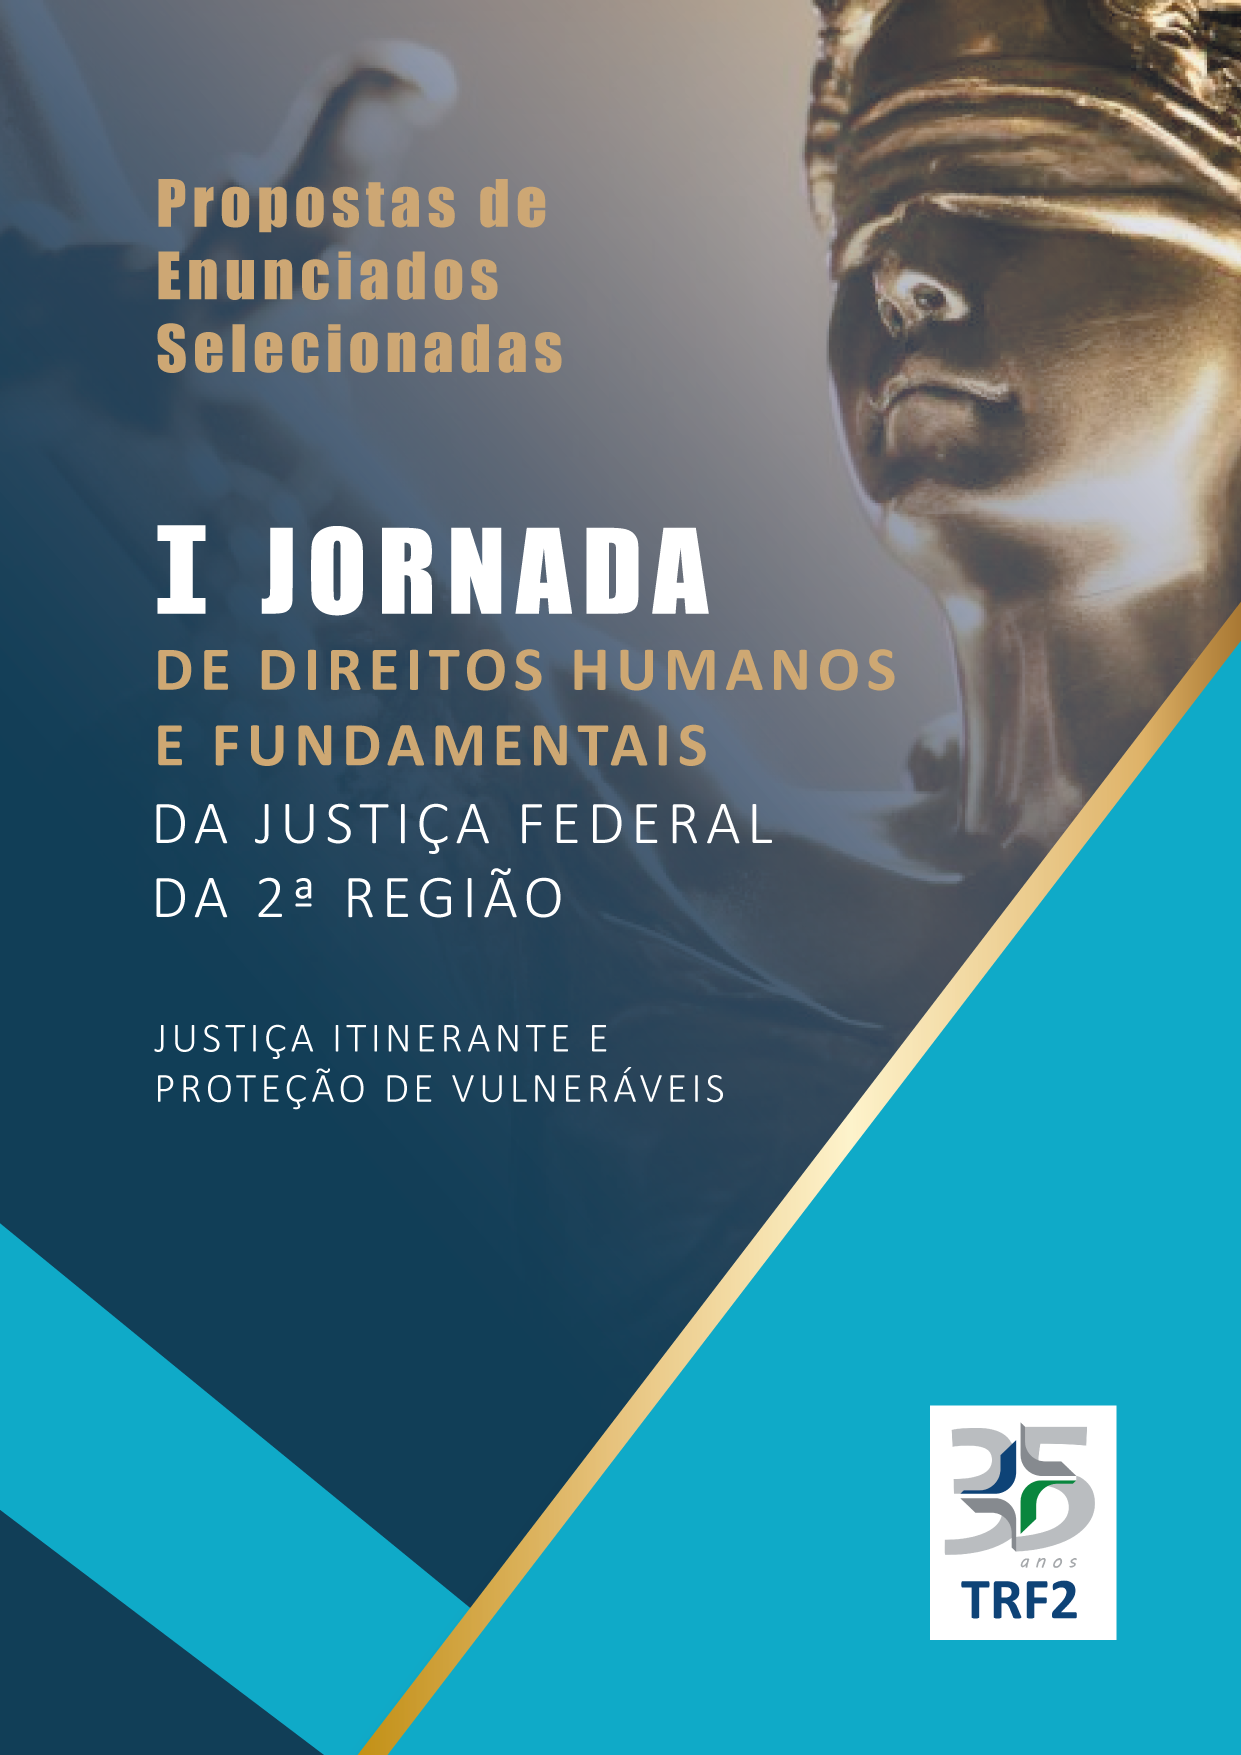 Propostas de
Enunciados
Selecionadas
I JORNADA
DE DIREITOS HUMANOS
E FUNDAMENTAIS
DA JUSTIÇA FEDERAL
DA 2ª REGIÃO
JUSTIÇA ITINERANTE E
PROTEÇÃO DE VULNERÁVEIS
35
anos
TRF2